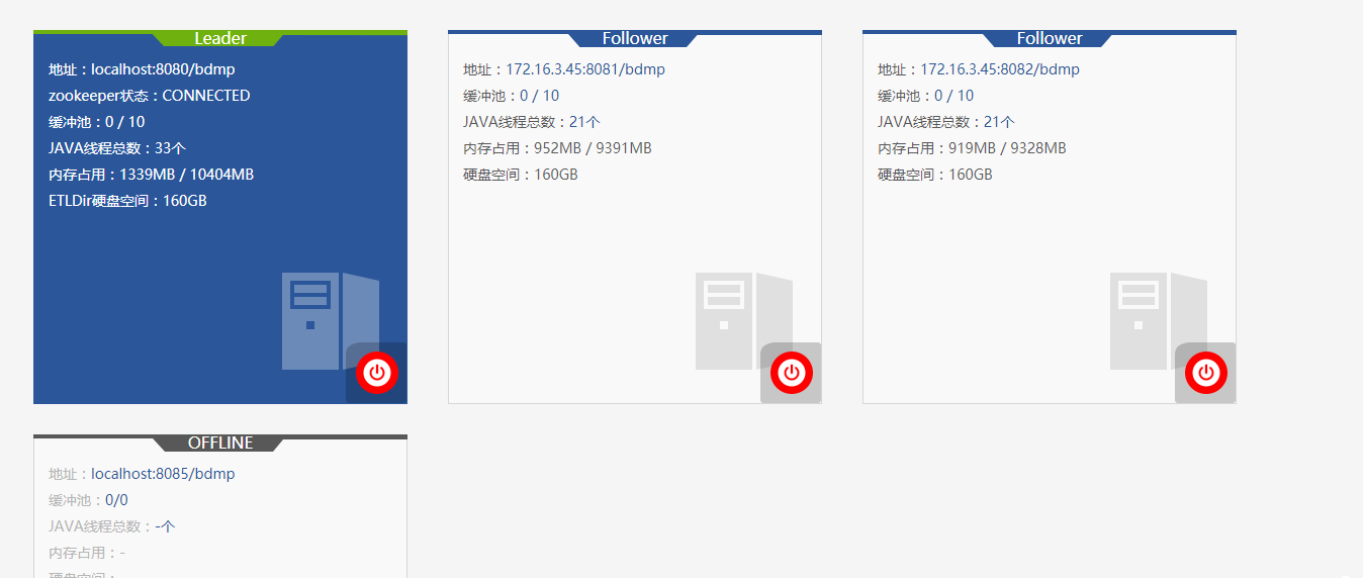 Leader
地址：localhost:8080/bdmp
zookeeper状态：CONNECTED
缓冲池：0 / 10
JAVA线程总数：33个
内存占用：1339MB / 10404MB
ETLDir硬盘空间：160GB
Follower
地址：172.16.3.45:8081/bdmp
缓冲池：0 / 10
JAVA线程总数：21个
内存占用：952MB / 9391MB
硬盘空间：160GB
Follower
地址：172.16.3.45:8082/bdmp
缓冲池：0 / 10
JAVA线程总数：21个
内存占用：919MB / 9328MB
硬盘空间：160GB
OFFLINE
地址：localhost:8085/bdmp
缓冲池：0/0
JAVA线程总数：-个
内存占用：-
硬盘空间：-